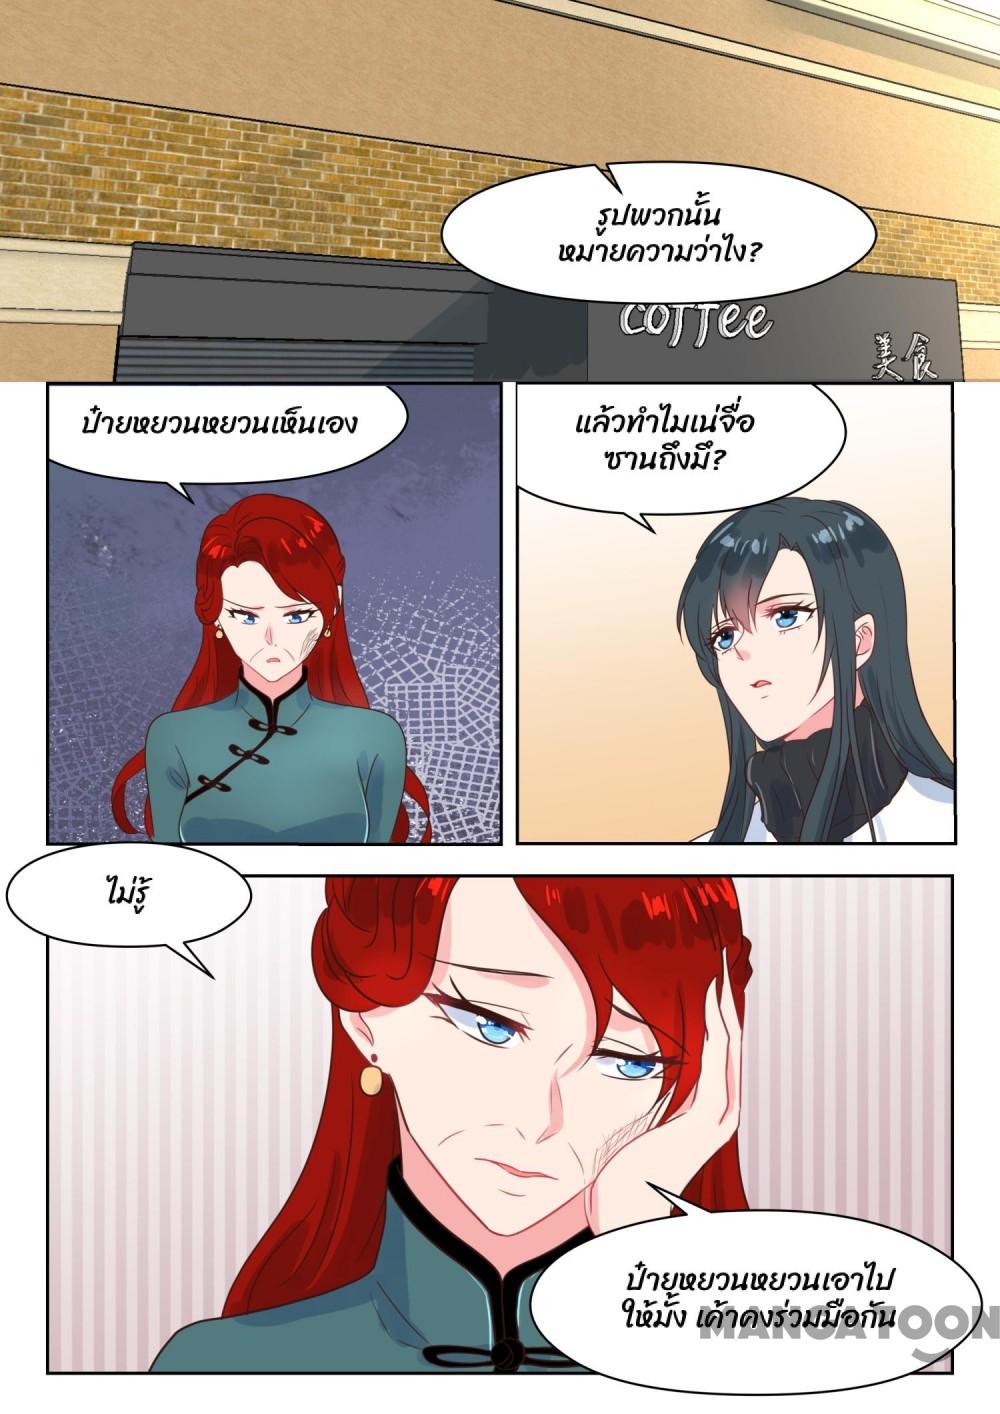 รูปพวกนั้น
หมายความว่าไง?
coffee
美食
ป๋ายหยวนหยวนเห็นเอง
แล้วทำไมเน่จื่อ
ซานถึงมี?
ไม่รู้
ป๋ายหยวนหยวนเอาไป
ให้มั้ง เค้าคงร่วมมือกัน
MANGATOON